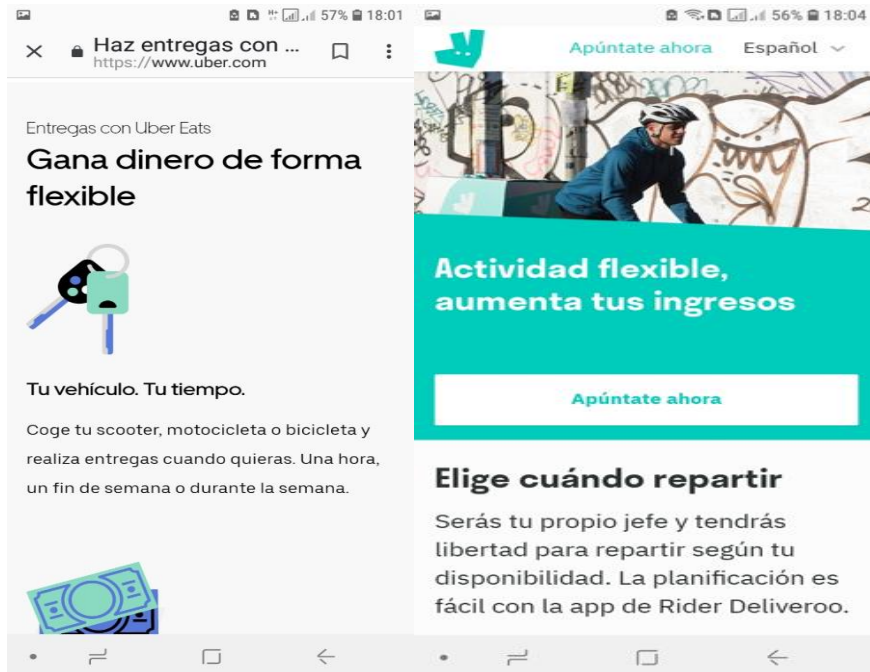 57% 18:01
Haz entregas con ...
https://www.uber.com
Entregas con Uber Eats
Gana dinero de forma
flexible
Tu vehículo. Tu tiempo.
Coge tu scooter, motocicleta o bicicleta y
realiza entregas cuando quieras. Una hora,
un fin de semana o durante la semana.
56% 18:04
Apúntate ahora Español
Actividad flexible,
aumenta tus ingresos
Apúntate ahora
Elige cuándo repartir
Serás tu propio jefe y tendrás
libertad para repartir según tu
disponibilidad. La planificación es
fácil con la app de Rider Deliveroo.